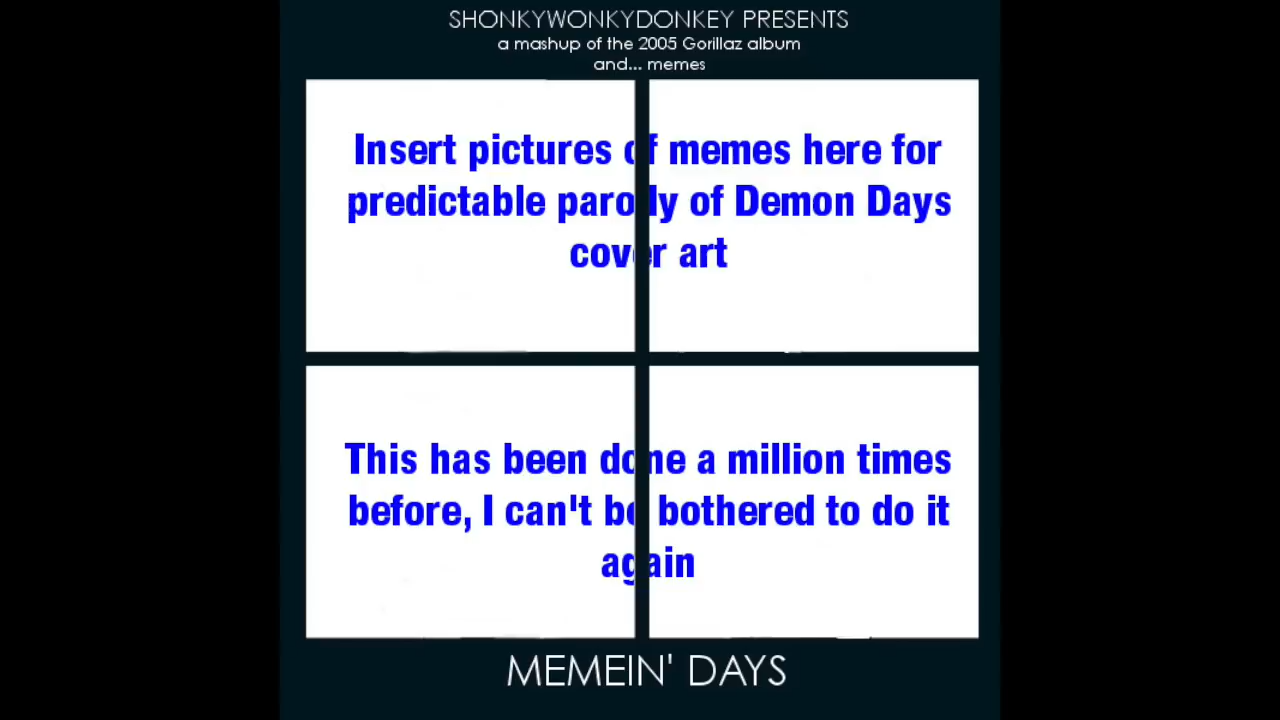 SHONKYWONKYDONKEY PRESENTS
a mashup of the 2005 Gorillaz album
and... memes
Insert pictures of memes here for
predictable parody of Demon Days
cover art
This has been done a million times
before, I can't be bothered to do it
again
MEMEIN' DAYS